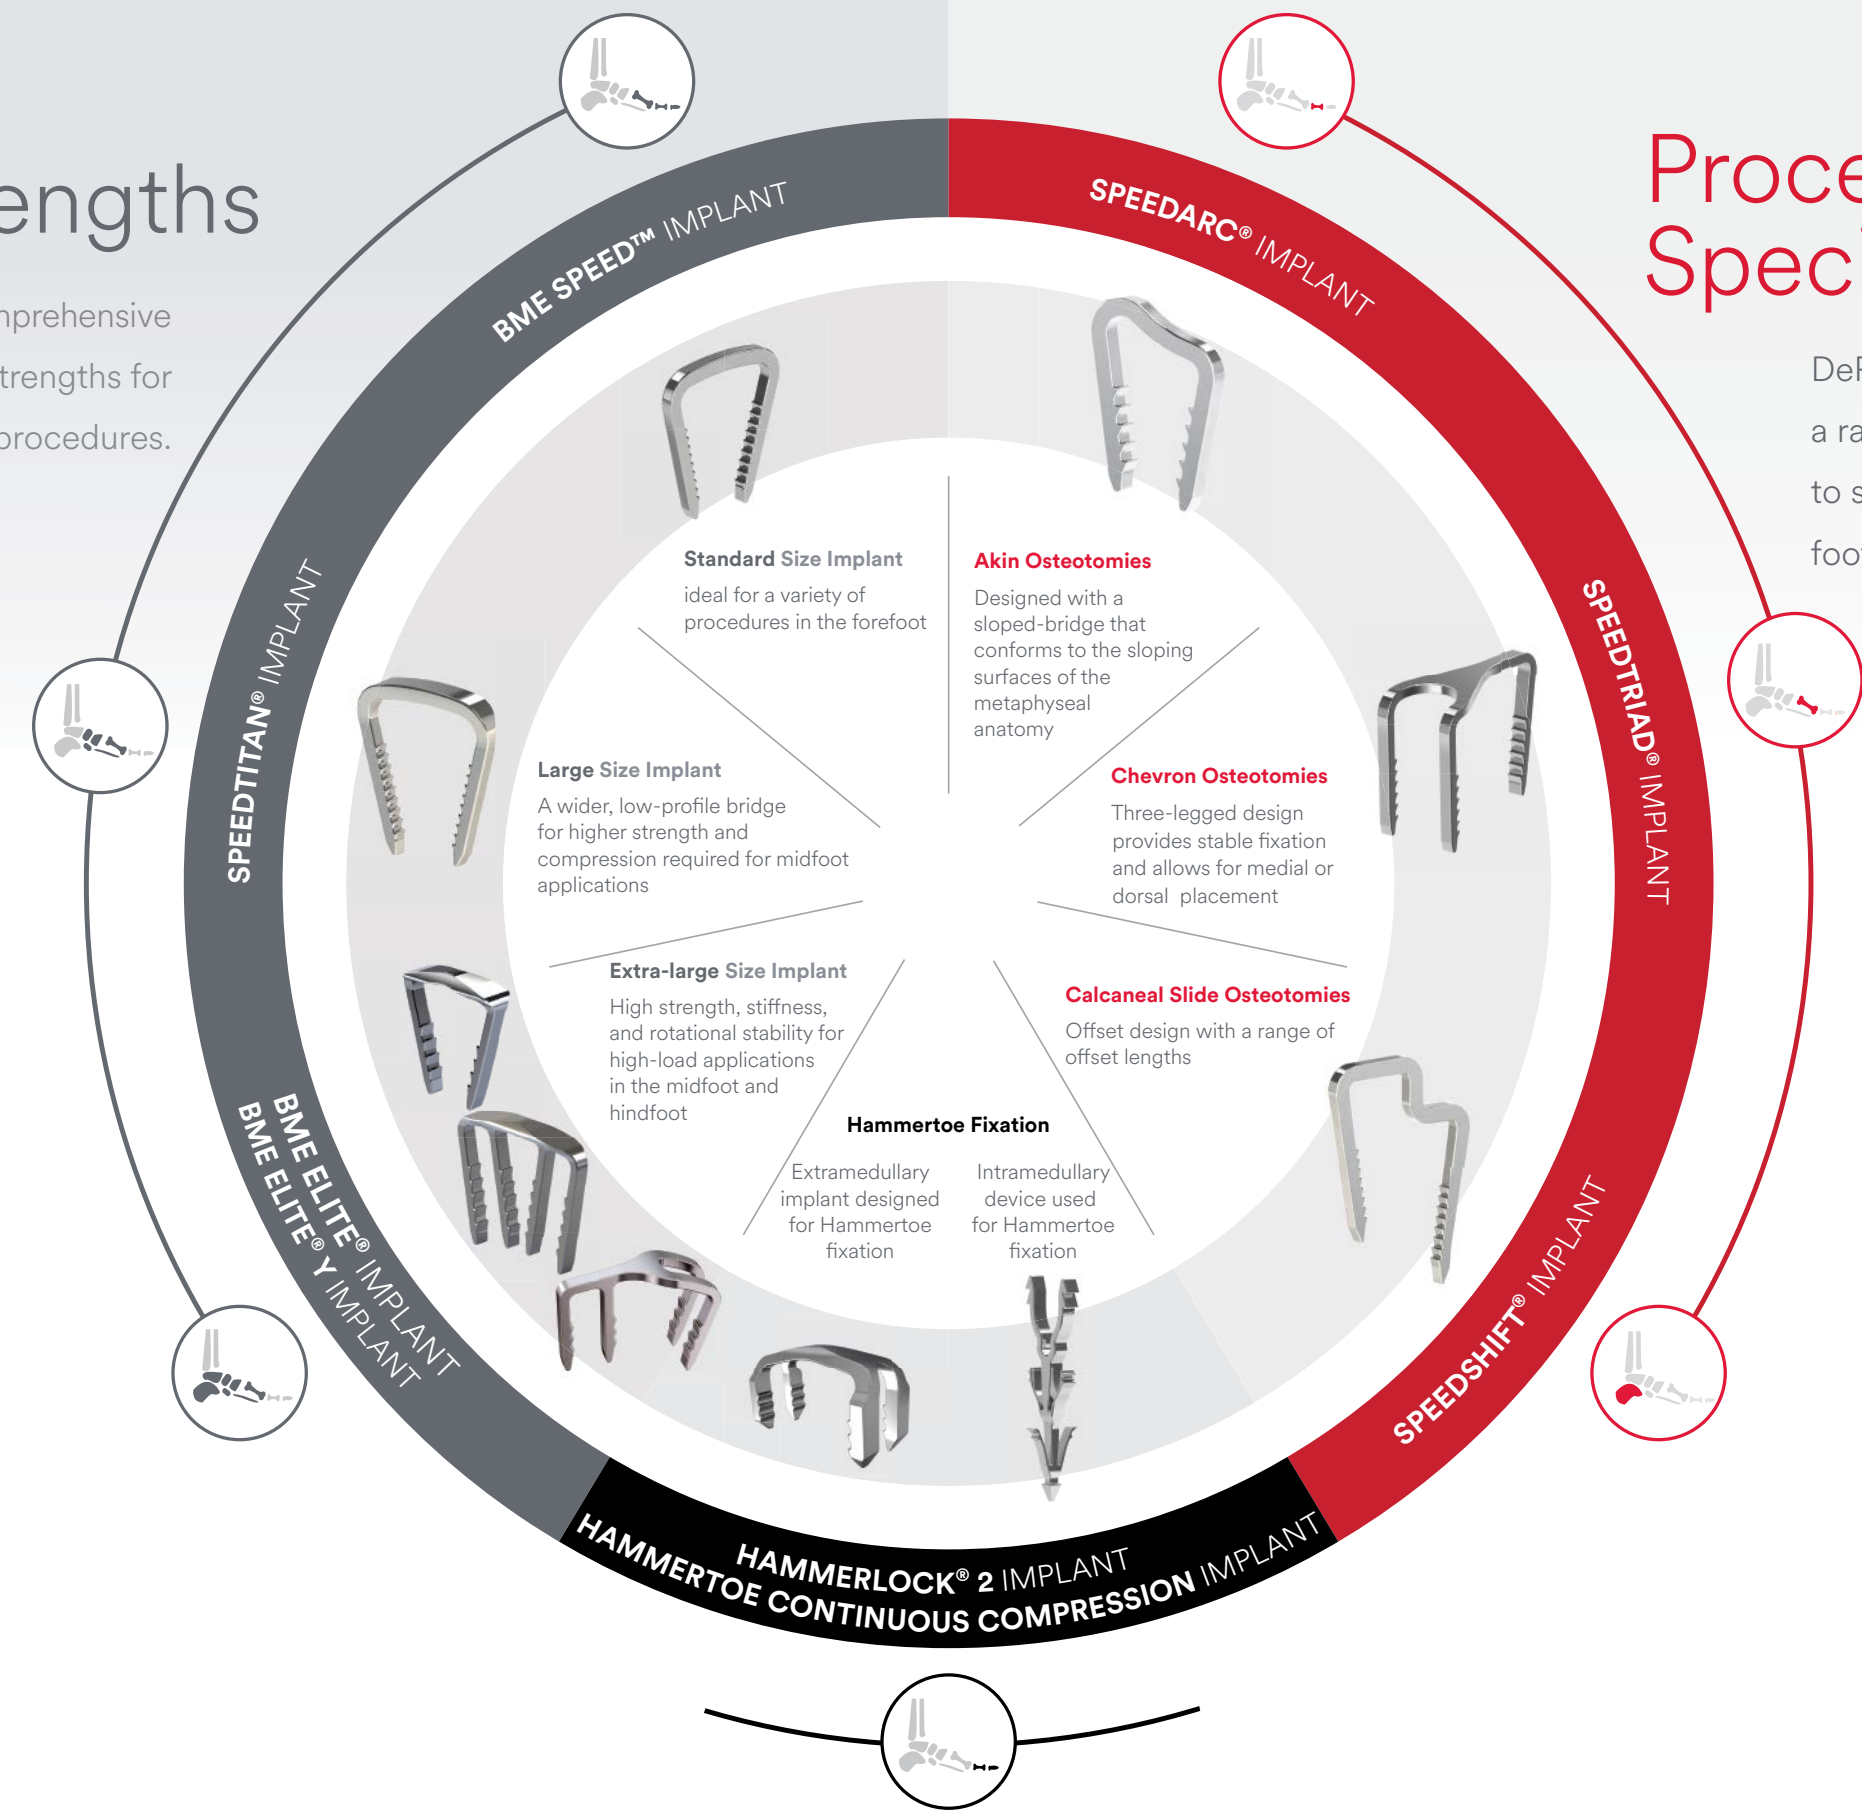 engths
mprehensive
trengths for
procedures.
Proce
Speci
DeP
a ra
to s
foot
BME SPEED™ IMPLANT
SPEEDARC® IMPLANT
SPEEDTITAN® IMPLANT
SPEEDTRIAD® IMPLANT
BME ELITE® IMPLANT
BME ELITE® Y IMPLANT
SPEEDSHIFT® IMPLANT
HAMMERLOCK® 2 IMPLANT
HAMMERTOE CONTINUOUS COMPRESSION IMPLANT
Standard Size Implant
ideal for a variety of
procedures in the forefoot
Akin Osteotomies
Designed with a
sloped-bridge that
conforms to the sloping
surfaces of the
metaphyseal
anatomy
Large Size Implant
A wider, low-profile bridge
for higher strength and
compression required for midfoot
applications
Chevron Osteotomies
Three-legged design
provides stable fixation
and allows for medial or
dorsal placement
Extra-large Size Implant
High strength, stiffness,
and rotational stability for
high-load applications
in the midfoot and
hindfoot
Calcaneal Slide Osteotomies
Offset design with a range of
offset lengths
Hammertoe Fixation
Extramedullary
implant designed
for Hammertoe
fixation
Intramedullary
device used
for Hammertoe
fixation